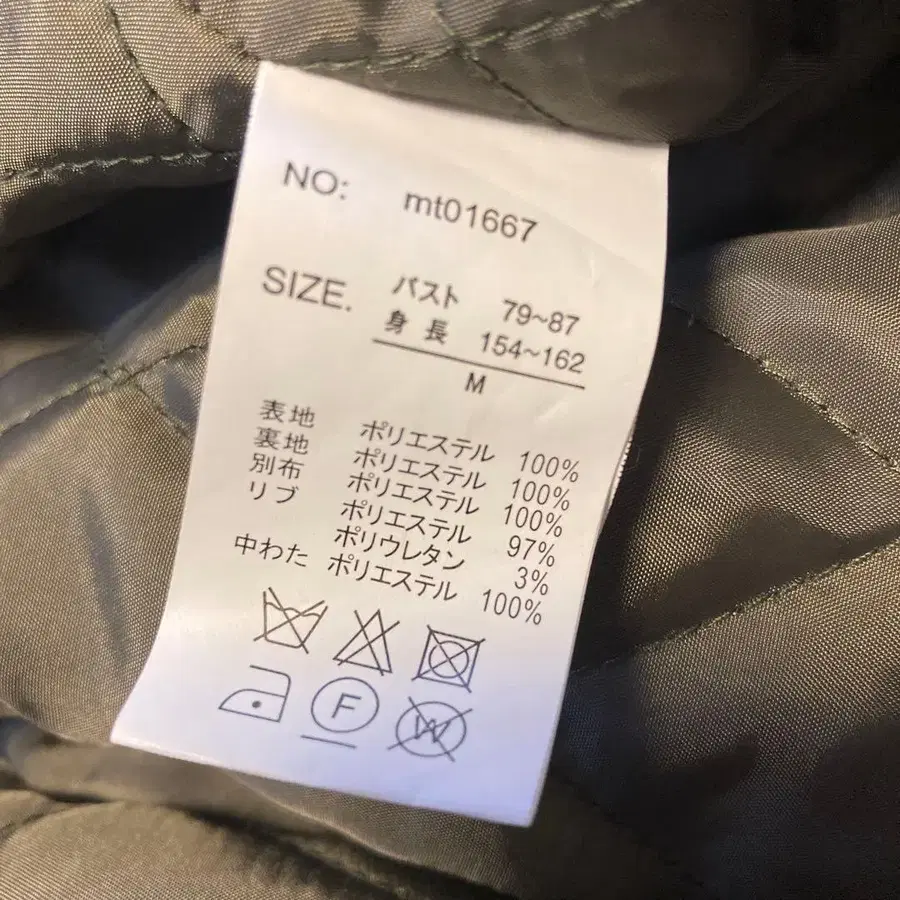 NO: mt01667
SIZE. バスト 79~87
身長 154~162
M
表地 ポリエステル 100%
裏地 ポリエステル 100%
別布 ポリエステル 100%
リブ ポリエステル 97%
ポリウレタン 3%
中わた ポリエステル 100%
F W